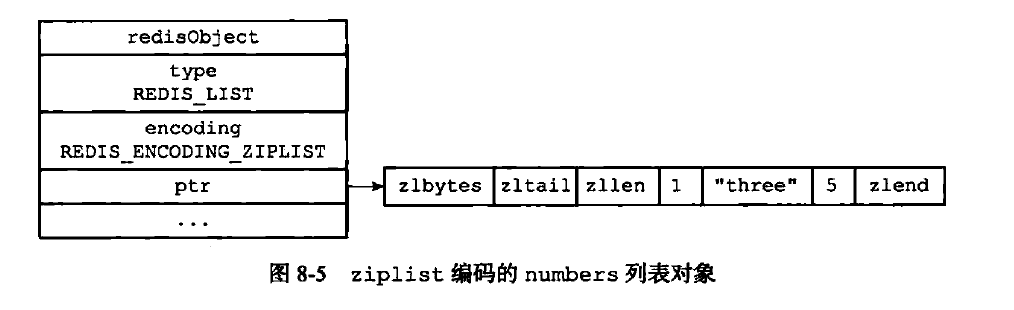 redisObject
type
REDIS_LIST
encoding
REDIS_ENCODING_ZIPLIST
ptr
zlbytes zltail zllen 1 "three" 5 zlend
...
图 8-5 ziplist 编码的 numbers 列表对象